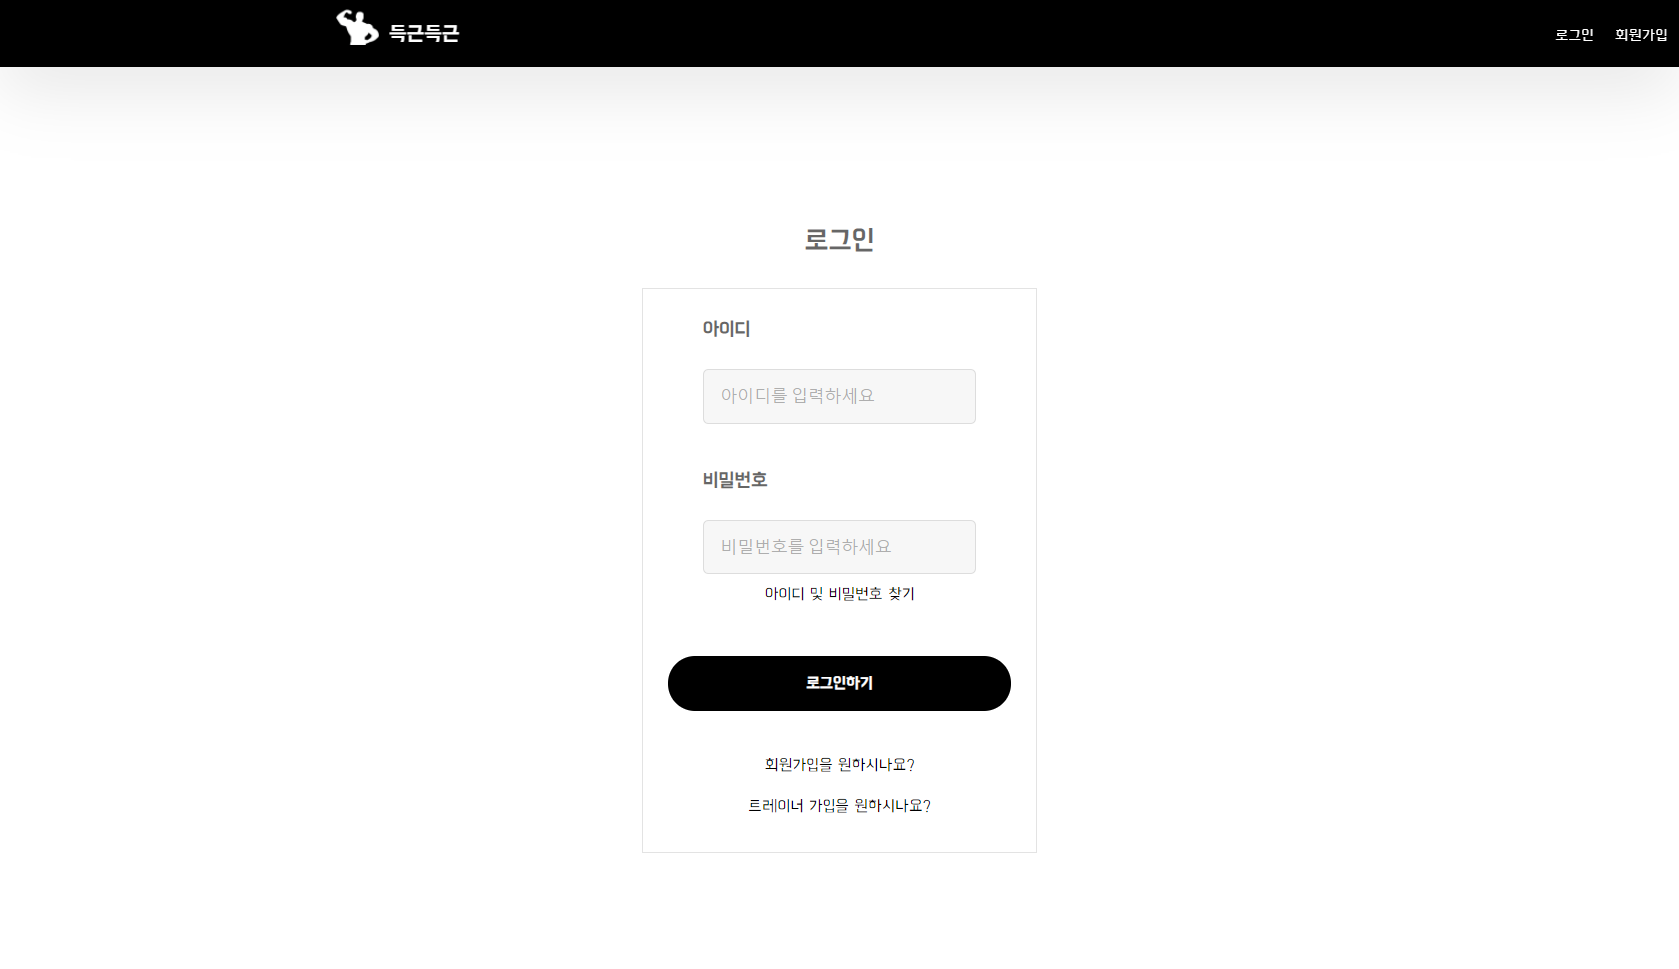 득근득근
로그인 회원가입
로그인
아이디
아이디를 입력하세요
비밀번호
비밀번호를 입력하세요
아이디 및 비밀번호 찾기
로그인하기
회원가입을 원하시나요?
트레이너 가입을 원하시나요?